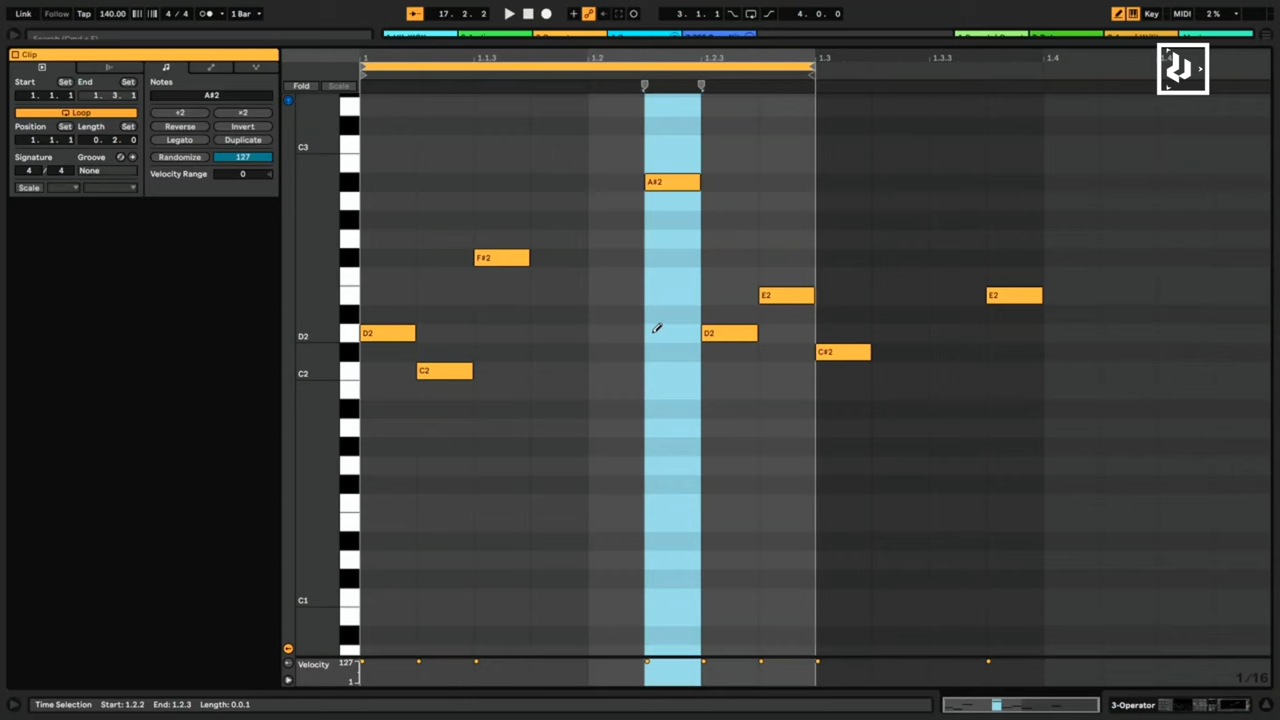 Link Follow Tap 140.00 4 / 4 1 Bar 17. 2. 2 3. 1. 1 4. 0. 0 Key MIDI 2 %
Search (Cmd + F)
Clip
Start Set End Set
1. 1. 1 1. 3. 1
Loop
Position Set Length Set
1. 1. 1 0. 2. 0
Signature Groove
4 / 4 None
Scale
Notes
A#2
÷2 ×2
Reverse Invert
Legato Duplicate
Randomize 127
Velocity Range 0
1 1.1.3 1.2 1.2.3 1.3 1.3.3 1.4
Fold Scale
C3
A#2
F#2
E2 E2
D2 D2 D2
C#2
C2 C2
C1
Velocity 127
1
1/16
Time Selection Start: 1.2.2 End: 1.2.3 Length: 0.0.1
3-Operator